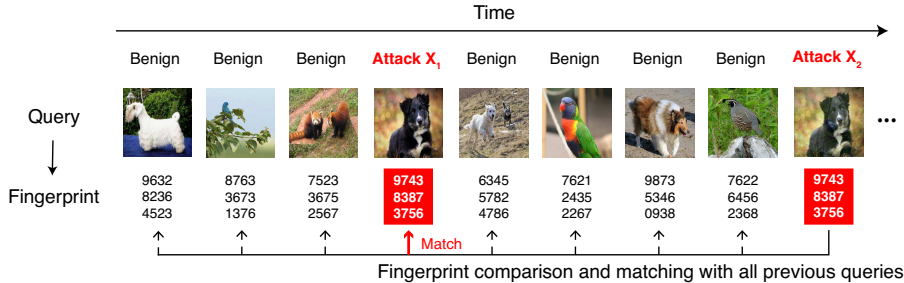 Time
Benign Benign Benign Attack X1 Benign Benign Benign Benign Attack X2
Query
...
Fingerprint
9632 8763 7523 9743 6345 7621 9873 7622 9743
8236 3673 3675 8387 5782 2435 5346 6456 8387
4523 1376 2567 3756 4786 2267 0938 2368 3756
Match
Fingerprint comparison and matching with all previous queries